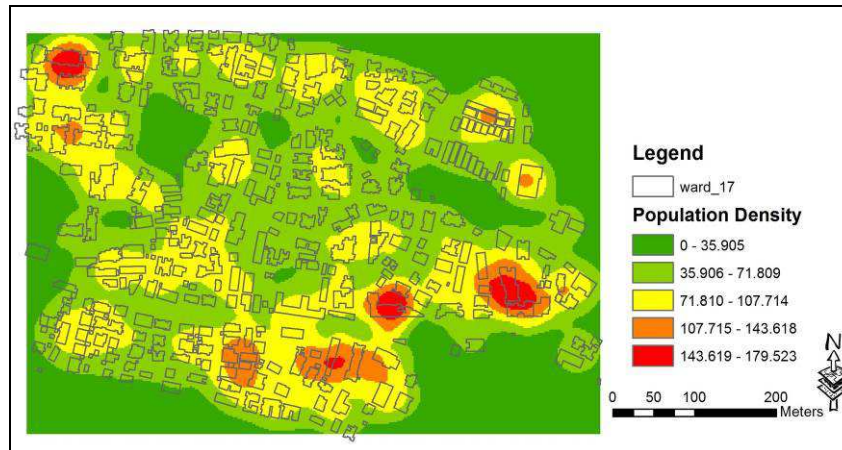 Legend
ward_17
Population Density
0 - 35.905
35.906 - 71.809
71.810 - 107.714
107.715 - 143.618
143.619 - 179.523
N
0 50 100 200
Meters